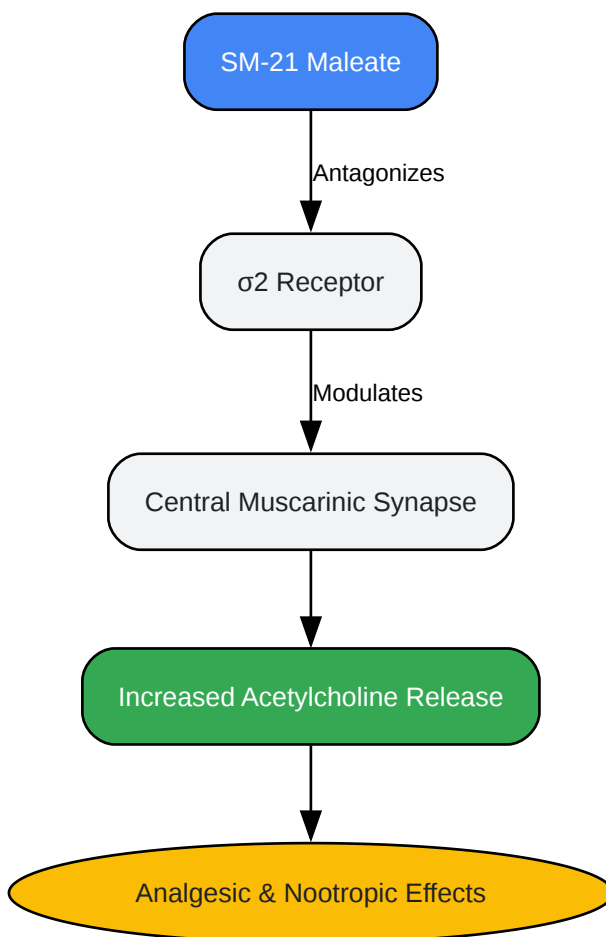 SM-21 Maleate
Antagonizes
σ2 Receptor
Modulates
Central Muscarinic Synapse
Increased Acetylcholine Release
Analgesic & Nootropic Effects